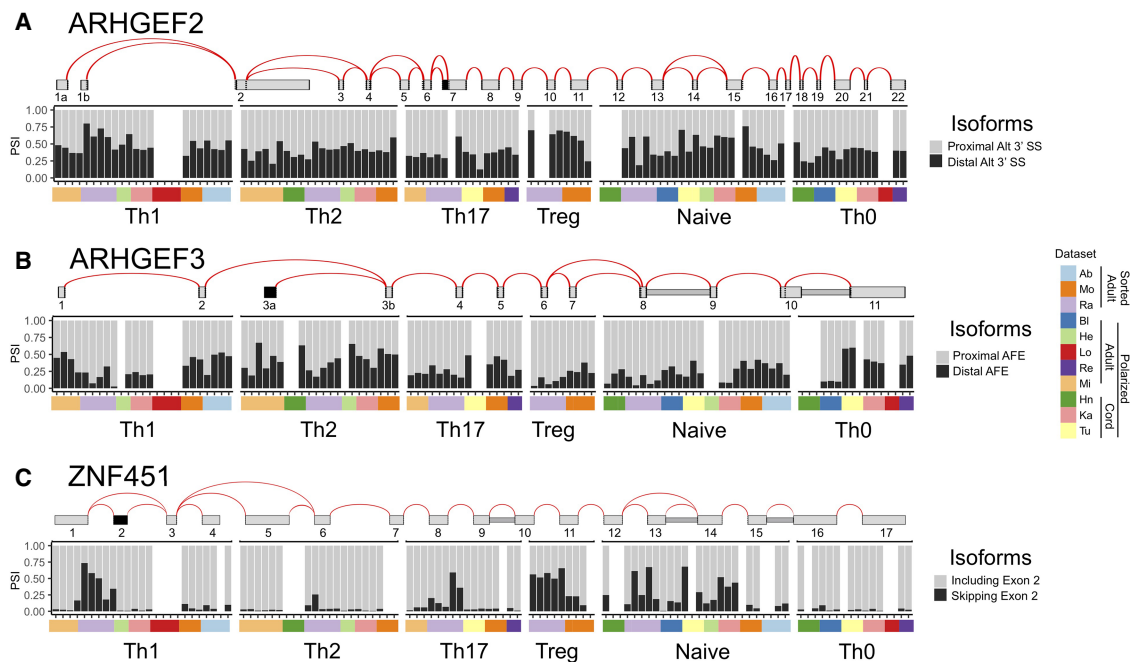 A ARHGEF2
1a 1b 2 3 4 5 6 7 8 9 10 11 12 13 14 15 16 17 18 19 20 21 22
PSI
1.00
0.75
0.50
0.25
0.00
Th1 Th2 Th17 Treg Naive Th0
Isoforms
Proximal Alt 3' SS
Distal Alt 3' SS
B ARHGEF3
1 2 3a 3b 4 5 6 7 8 9 10 11
PSI
1.00
0.75
0.50
0.25
0.00
Th1 Th2 Th17 Treg Naive Th0
Isoforms
Proximal AFE
Distal AFE
Dataset
Ab
Mo
Ra
Bl
He
Lo
Re
Mi
Hn
Ka
Tu
Adult
Sorted
Adult
Cord
Polarized
C ZNF451
1 2 3 4 5 6 7 8 9 10 11 12 13 14 15 16 17
PSI
1.00
0.75
0.50
0.25
0.00
Th1 Th2 Th17 Treg Naive Th0
Isoforms
Including Exon 2
Skipping Exon 2